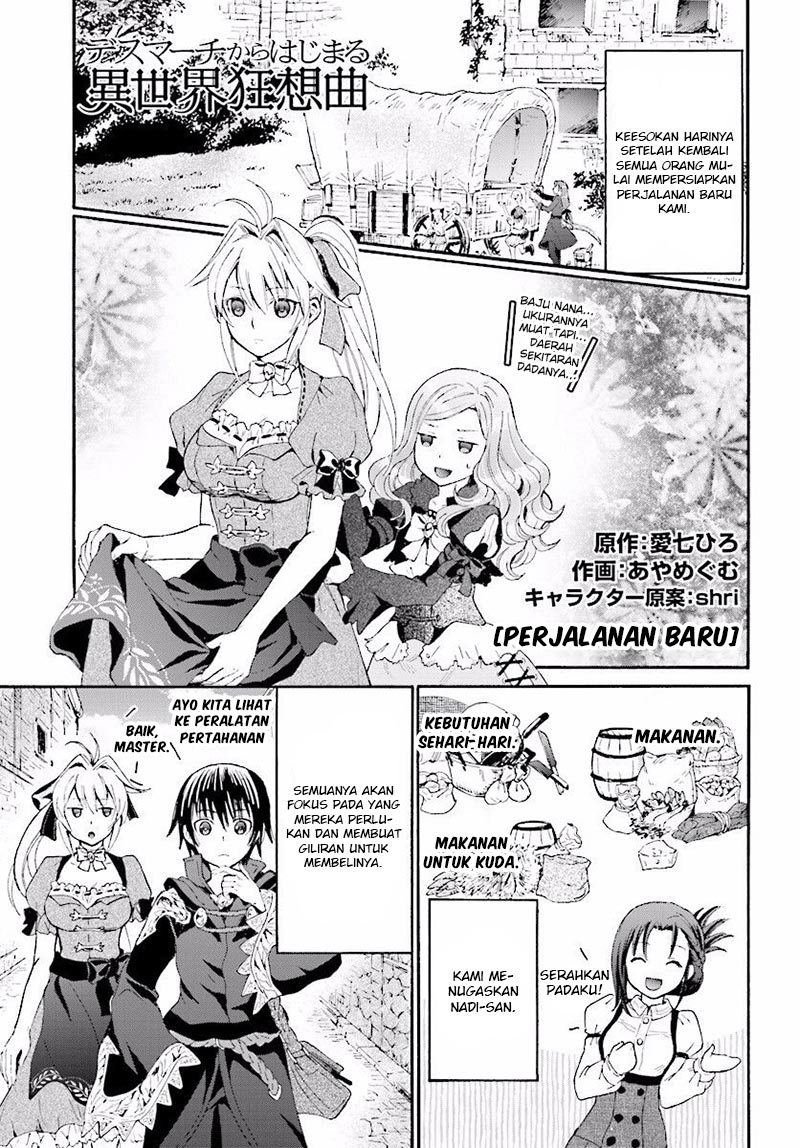 デスマーチからはじまる
異世界狂想曲
KEESOKAN HARINYA
SETELAH KEMBALI
SEMUA ORANG MU-
LAI MEMPERSIAPKAN
PERJALANAN BARU
KAMI.
BAJU NANA...
UKURANNYA
MUAT TAPI...
DAERAH
SEKITARAN
DADANYA...
原作:愛七ひろ
作画:あやめぐむ
キャラクター原案:shri
[PERJALANAN BARU]
KEBUTUHAN
SEHARI-HARI.
MAKANAN.
MAKANAN
UNTUK KUDA.
KAMI ME-
NUGASKAN
NADI-SAN.
SERAHKAN
PADAKU!
SEMUANYA AKAN
FOKUS PADA YANG
MEREKA PERLU-
KAN DAN MEMBUAT
GILIRAN UNTUK
MEMBELINYA.
AYO KITA LIHAT
KE PERALATAN
PERTAHANAN
BAIK,
MASTER.